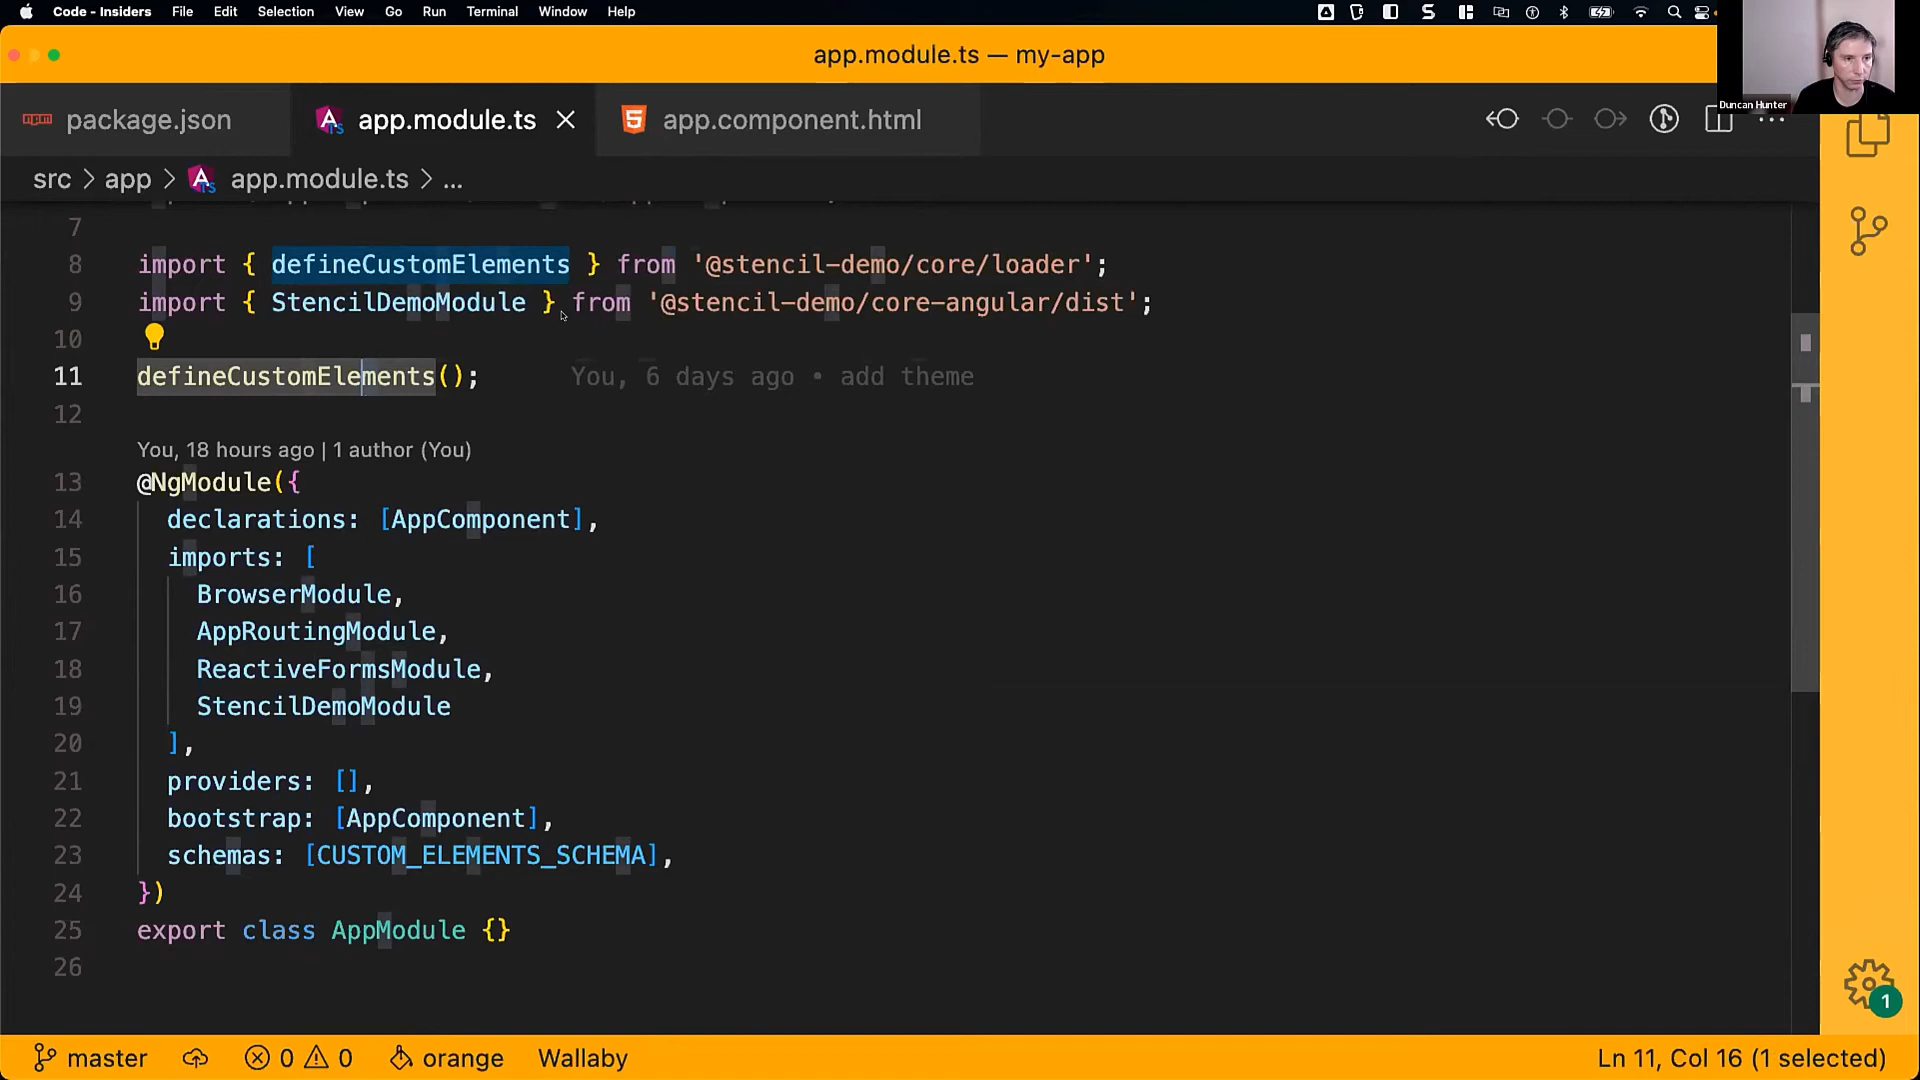 Code - Insiders File Edit Selection View Go Run Terminal Window Help
app.module.ts — my-app
Duncan Hunter
package.json app.module.ts app.component.html
src > app > app.module.ts > ...
7
8 import { defineCustomElements } from '@stencil-demo/core/loader';
9 import { StencilDemoModule } from '@stencil-demo/core-angular/dist';
10
11 defineCustomElements(); You, 6 days ago • add theme
12
You, 18 hours ago | 1 author (You)
13 @NgModule({
14 declarations: [AppComponent],
15 imports: [
16 BrowserModule,
17 AppRoutingModule,
18 ReactiveFormsModule,
19 StencilDemoModule
20 ],
21 providers: [],
22 bootstrap: [AppComponent],
23 schemas: [CUSTOM_ELEMENTS_SCHEMA],
24 })
25 export class AppModule {}
26
1
master 0 0 orange Wallaby Ln 11, Col 16 (1 selected)